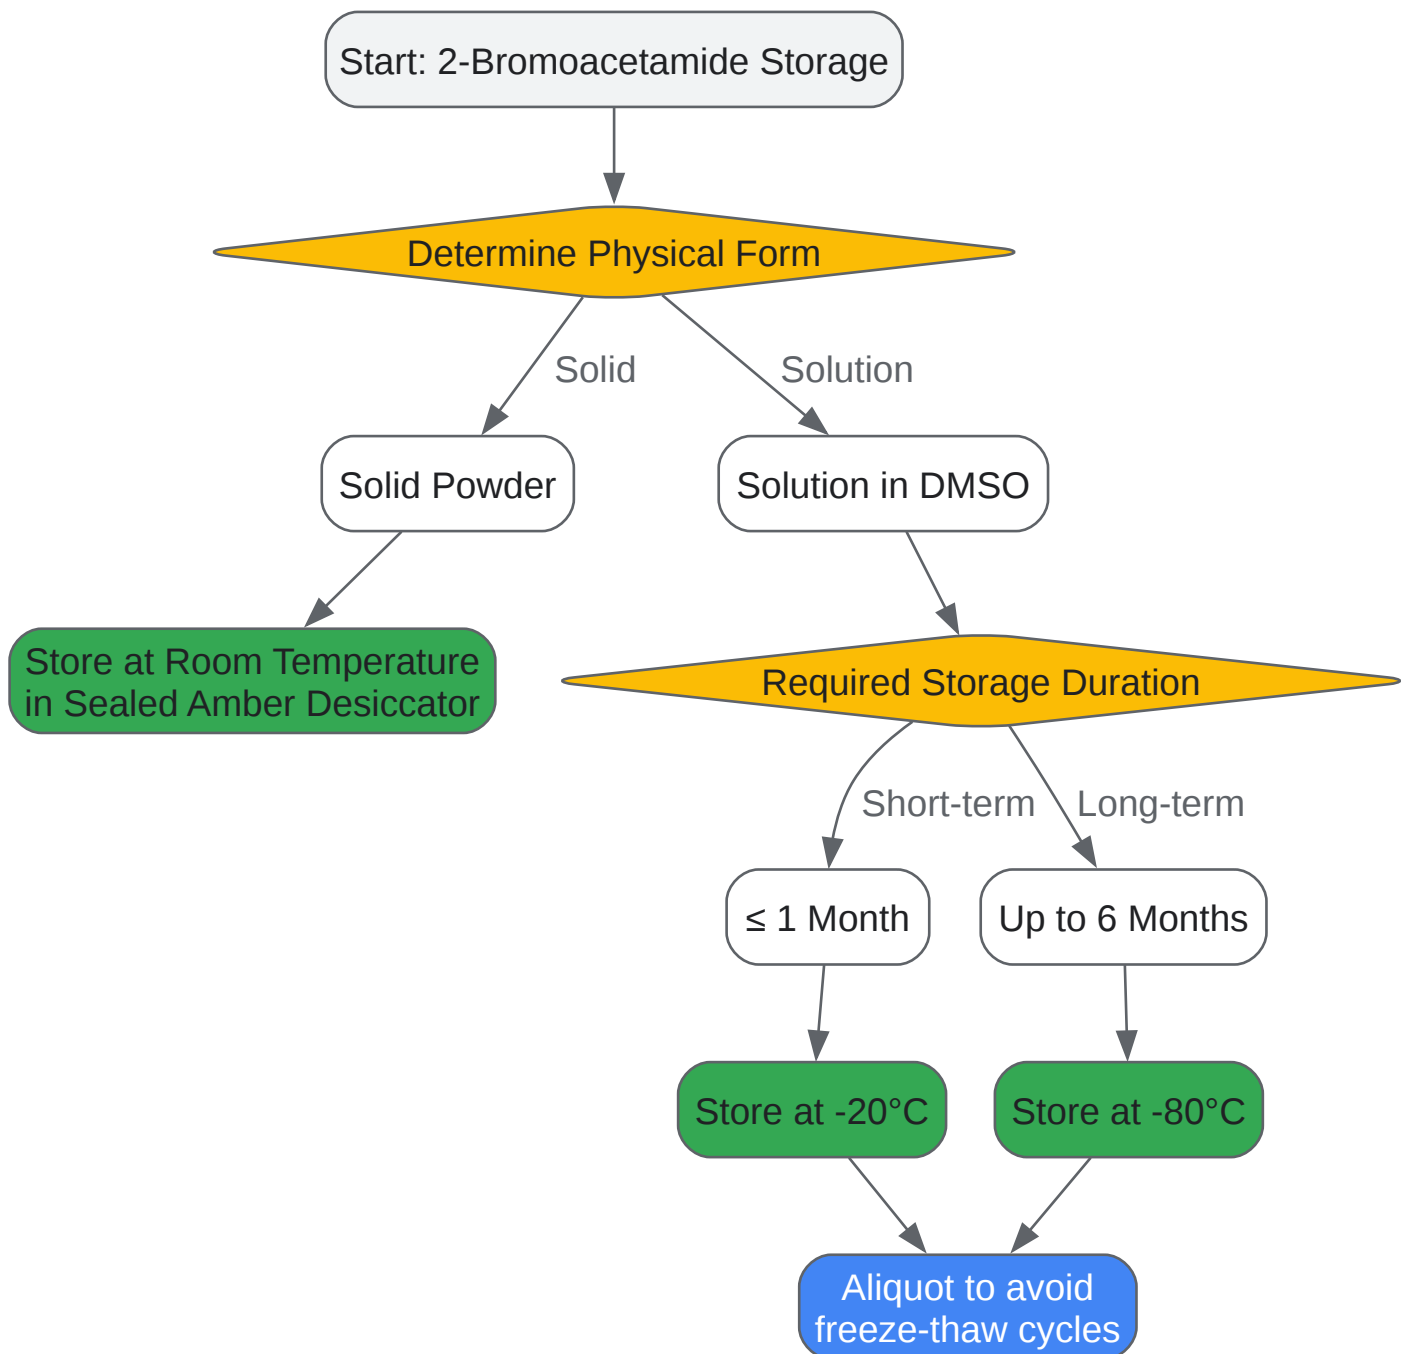 Start: 2-Bromoacetamide Storage
Determine Physical Form
Solid
Solution
Solid Powder
Solution in DMSO
Store at Room Temperature
in Sealed Amber Desiccator
Required Storage Duration
Short-term
Long-term
≤ 1 Month
Up to 6 Months
Store at -20°C
Store at -80°C
Aliquot to avoid
freeze-thaw cycles